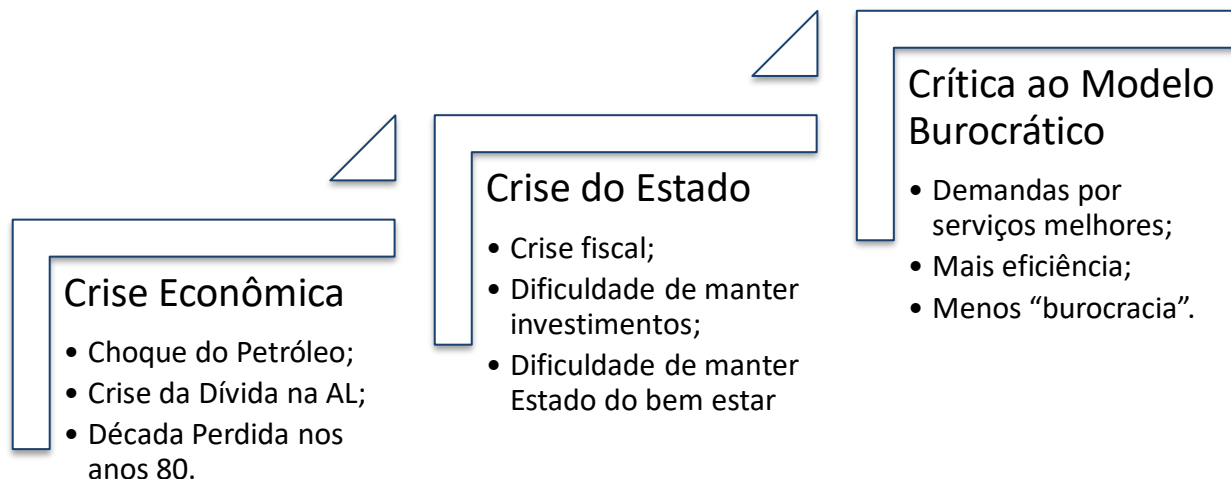 Crise Econômica
• Choque do Petróleo;
• Crise da Dívida na AL;
• Década Perdida nos
anos 80.
Crise do Estado
• Crise fiscal;
• Dificuldade de manter
investimentos;
• Dificuldade de manter
Estado do bem estar
Crítica ao Modelo
Burocrático
• Demandas por
serviços melhores;
• Mais eficiência;
• Menos “burocracia”.